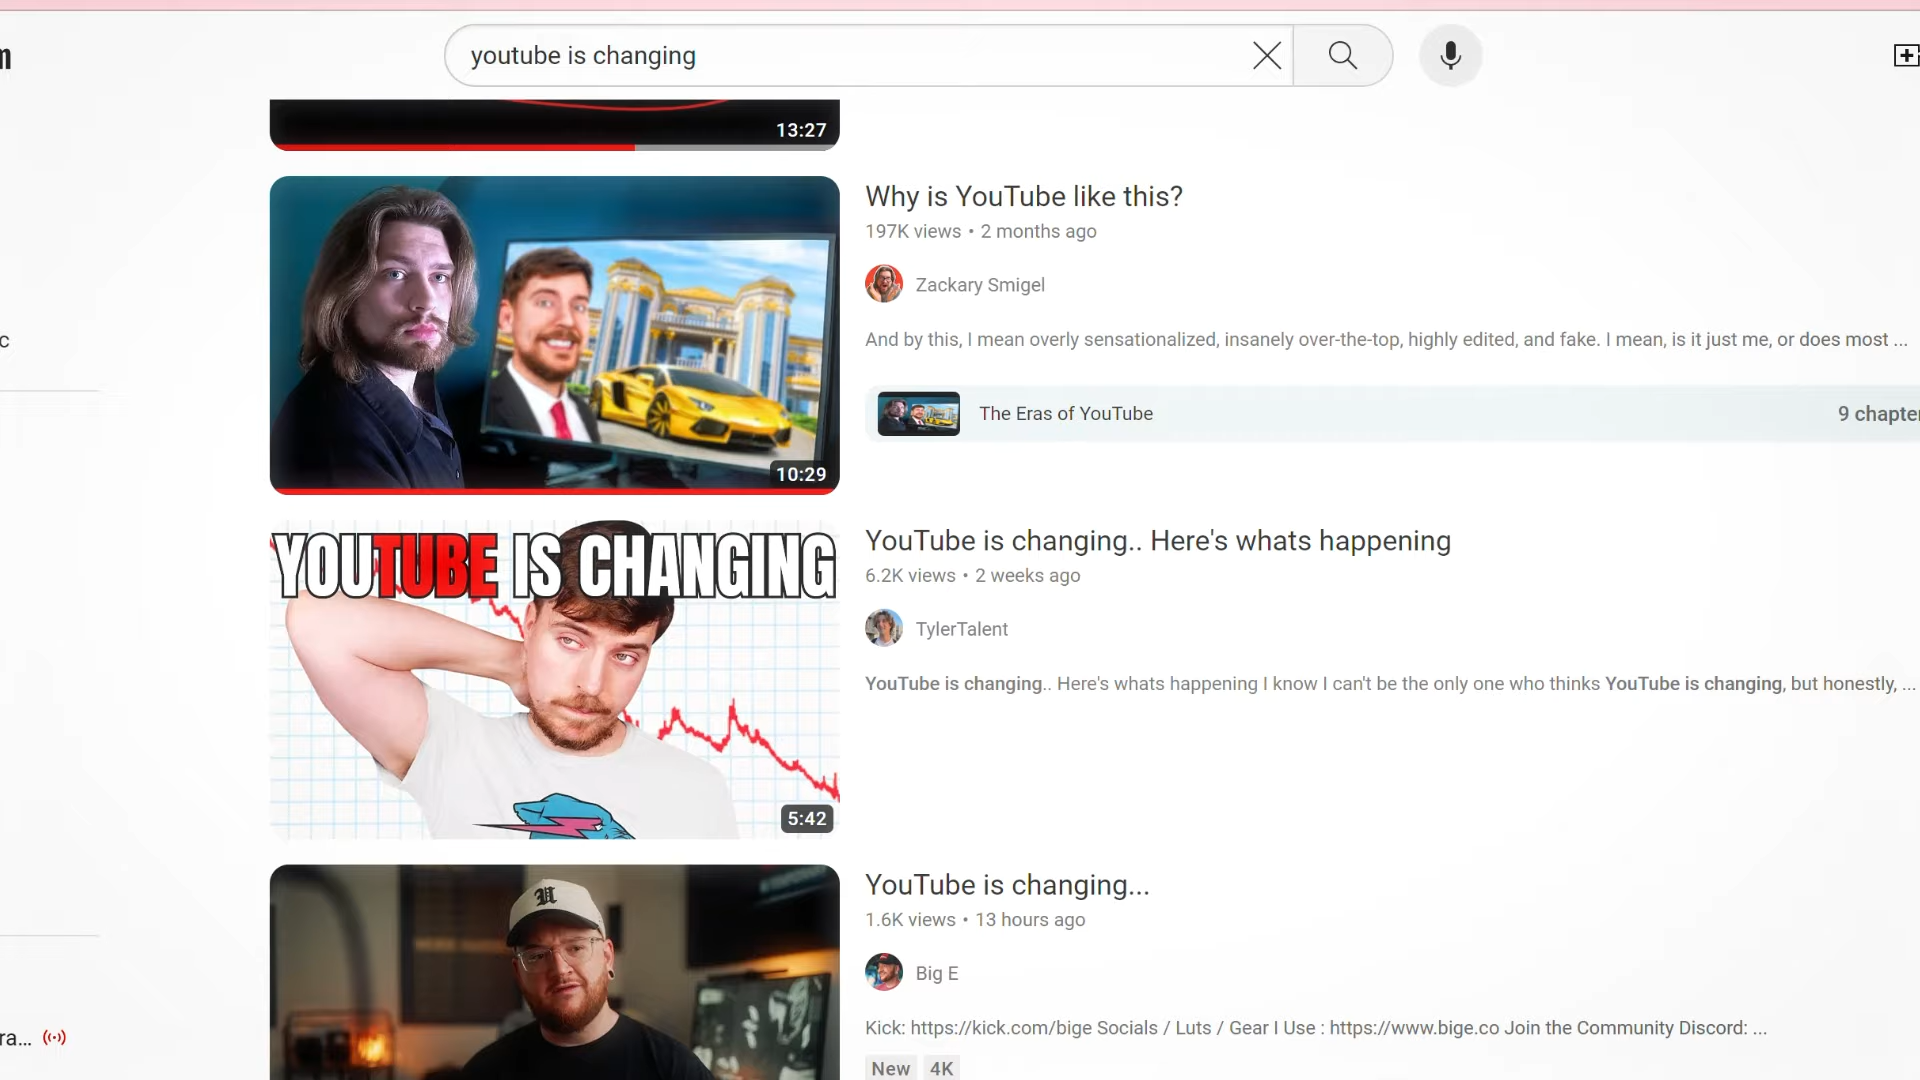 youtube is changing
13:27
Why is YouTube like this?
197K views • 2 months ago
Zackary Smigel
And by this, I mean overly sensationalized, insanely over-the-top, highly edited, and fake. I mean, is it just me, or does most ...
The Eras of YouTube
9 chapter
10:29
YOUTUBE IS CHANGING
YouTube is changing.. Here's whats happening
6.2K views • 2 weeks ago
TylerTalent
YouTube is changing.. Here's whats happening I know I can't be the only one who thinks YouTube is changing, but honestly, ...
5:42
YouTube is changing...
1.6K views • 13 hours ago
Big E
Kick: https://kick.com/bige Socials / Luts / Gear I Use : https://www.bige.co Join the Community Discord: ...
New 4K
ra...